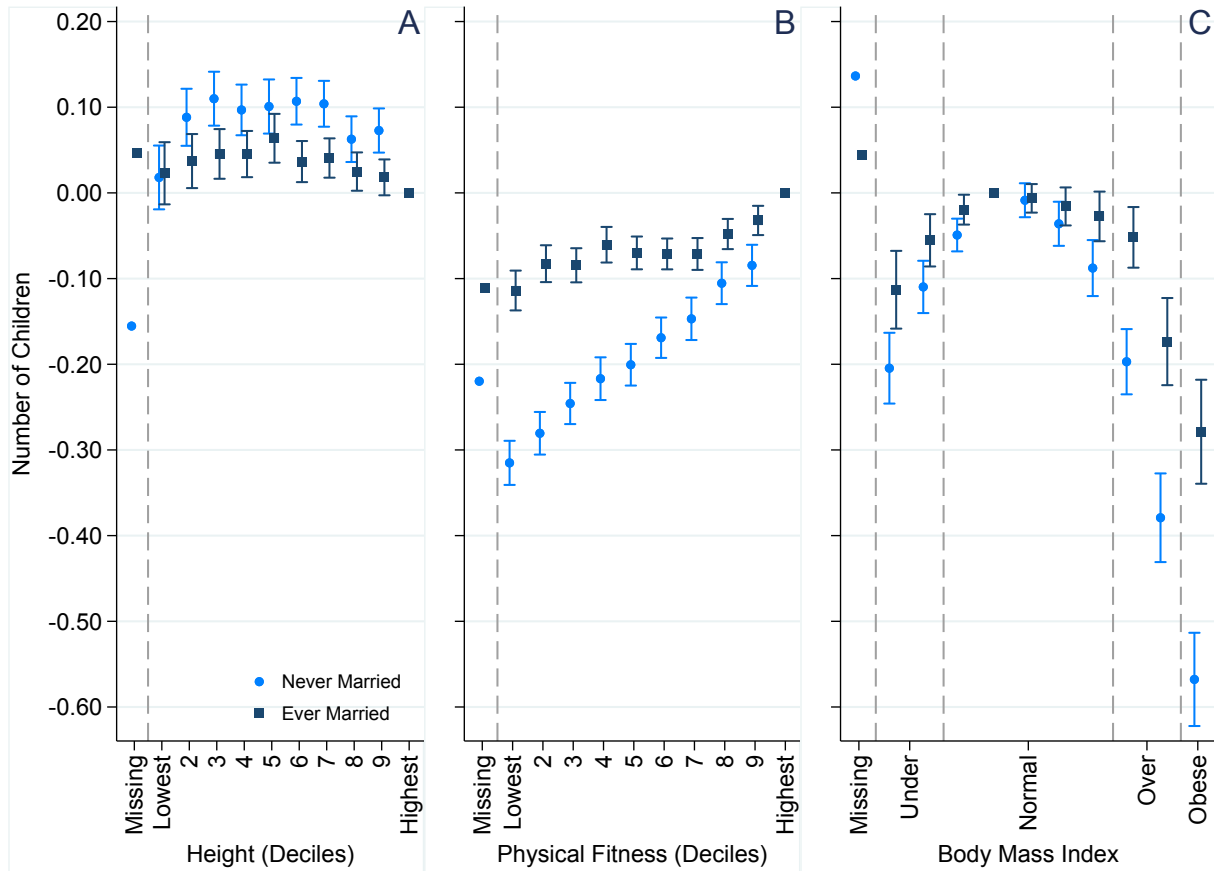 A
B
C
Number of Children
0.20
0.10
0.00
-0.10
-0.20
-0.30
-0.40
-0.50
-0.60
Never Married
Ever Married
Missing
Lowest
2
3
4
5
6
7
8
9
Highest
Height (Deciles)
Missing
Lowest
2
3
4
5
6
7
8
9
Highest
Physical Fitness (Deciles)
Missing
Under
Normal
Over
Obese
Body Mass Index